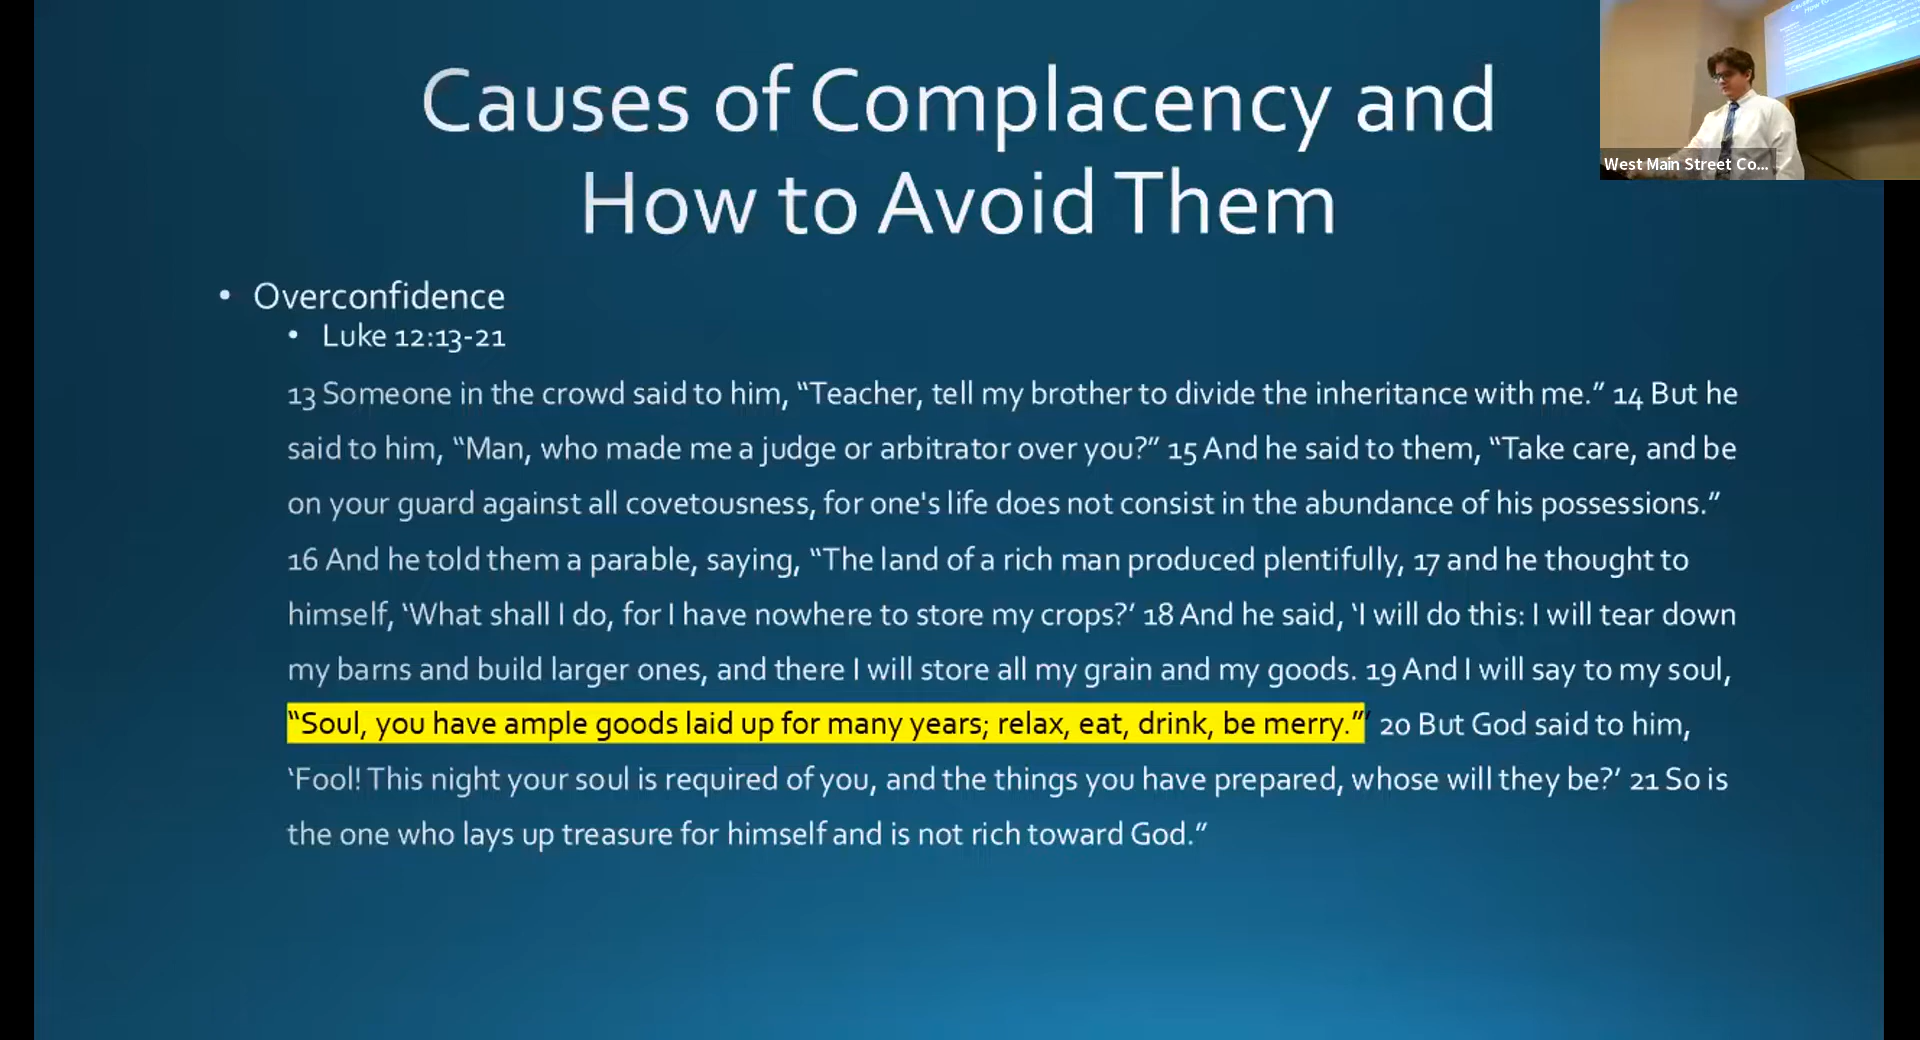 Causes of Complacency and
How to Avoid Them
West Main Street Co...
• Overconfidence
• Luke 12:13-21
13 Someone in the crowd said to him, “Teacher, tell my brother to divide the inheritance with me.” 14 But he
said to him, “Man, who made me a judge or arbitrator over you?” 15 And he said to them, “Take care, and be
on your guard against all covetousness, for one's life does not consist in the abundance of his possessions.”
16 And he told them a parable, saying, “The land of a rich man produced plentifully, 17 and he thought to
himself, ‘What shall I do, for I have nowhere to store my crops?’ 18 And he said, ‘I will do this: I will tear down
my barns and build larger ones, and there I will store all my grain and my goods. 19 And I will say to my soul,
“Soul, you have ample goods laid up for many years; relax, eat, drink, be merry.”’ 20 But God said to him,
‘Fool! This night your soul is required of you, and the things you have prepared, whose will they be?’ 21 So is
the one who lays up treasure for himself and is not rich toward God.”